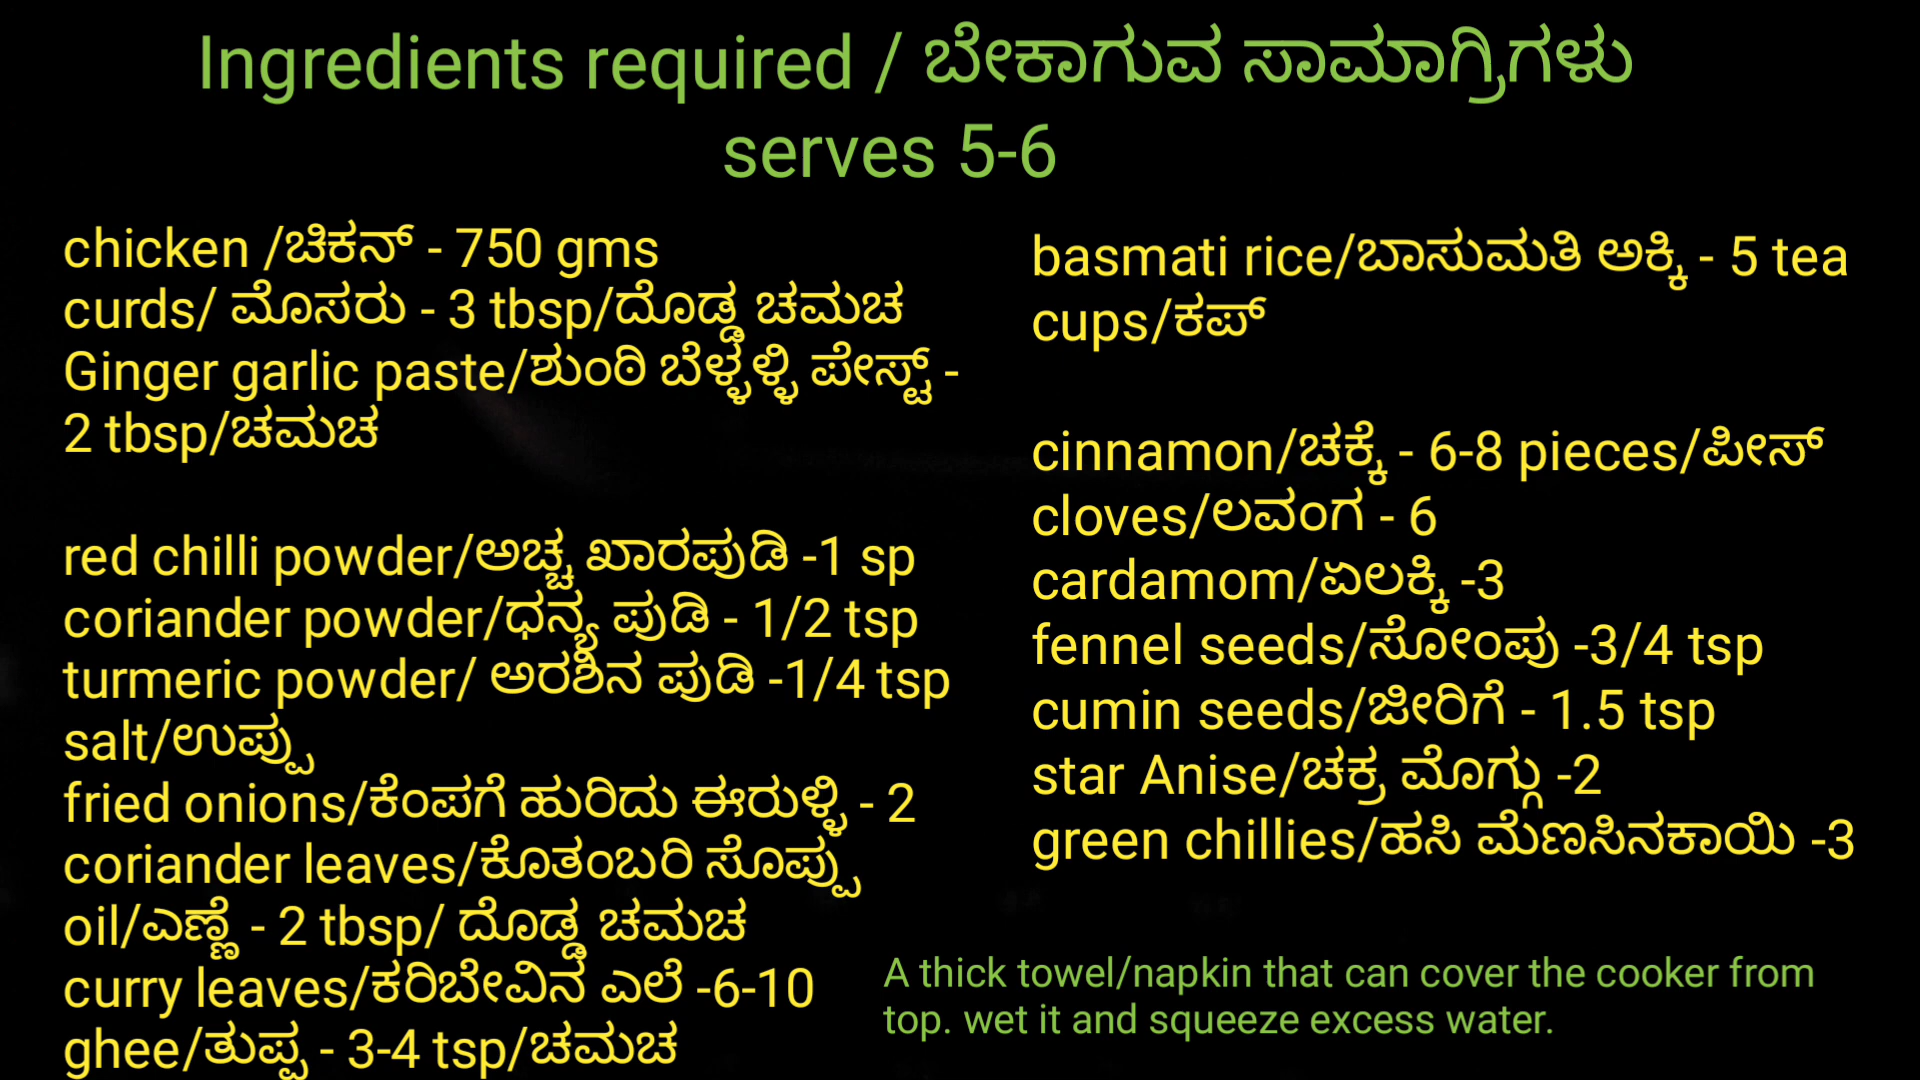 Ingredients required / ಬೇಕಾಗುವ ಸಾಮಾಗ್ರಿಗಳು
serves 5-6
chicken /ಚಿಕನ್ - 750 gms
curds/ ಮೊಸರು - 3 tbsp/ದೊಡ್ಡ ಚಮಚ
Ginger garlic paste/ಶುಂಠಿ ಬೆಳ್ಳಳ್ಳಿ ಪೇಸ್ಟ್ -
2 tbsp/ಚಮಚ
red chilli powder/ಅಚ್ಚ ಖಾರಪುಡಿ -1 sp
coriander powder/ಧನ್ಯ ಪುಡಿ - 1/2 tsp
turmeric powder/ ಅರಶಿನ ಪುಡಿ -1/4 tsp
salt/ಉಪ್ಪು
fried onions/ಕೆಂಪಗೆ ಹುರಿದು ಈರುಳ್ಳಿ - 2
coriander leaves/ಕೊತಂಬರಿ ಸೊಪ್ಪು
oil/ಎಣ್ಣೆ - 2 tbsp/ ದೊಡ್ಡ ಚಮಚ
curry leaves/ಕರಿಬೇವಿನ ಎಲೆ -6-10
ghee/ತುಪ್ಪ - 3-4 tsp/ಚಮಚ
basmati rice/ಬಾಸುಮತಿ ಅಕ್ಕಿ - 5 tea
cups/ಕಪ್
cinnamon/ಚಕ್ಕೆ - 6-8 pieces/ಪೀಸ್
cloves/ಲವಂಗ - 6
cardamom/ಏಲಕ್ಕಿ -3
fennel seeds/ಸೋಂಪು -3/4 tsp
cumin seeds/ಜೀರಿಗೆ - 1.5 tsp
star Anise/ಚಕ್ರ ಮೊಗ್ಗು -2
green chillies/ಹಸಿ ಮೆಣಸಿನಕಾಯಿ -3
A thick towel/napkin that can cover the cooker from
top. wet it and squeeze excess water.